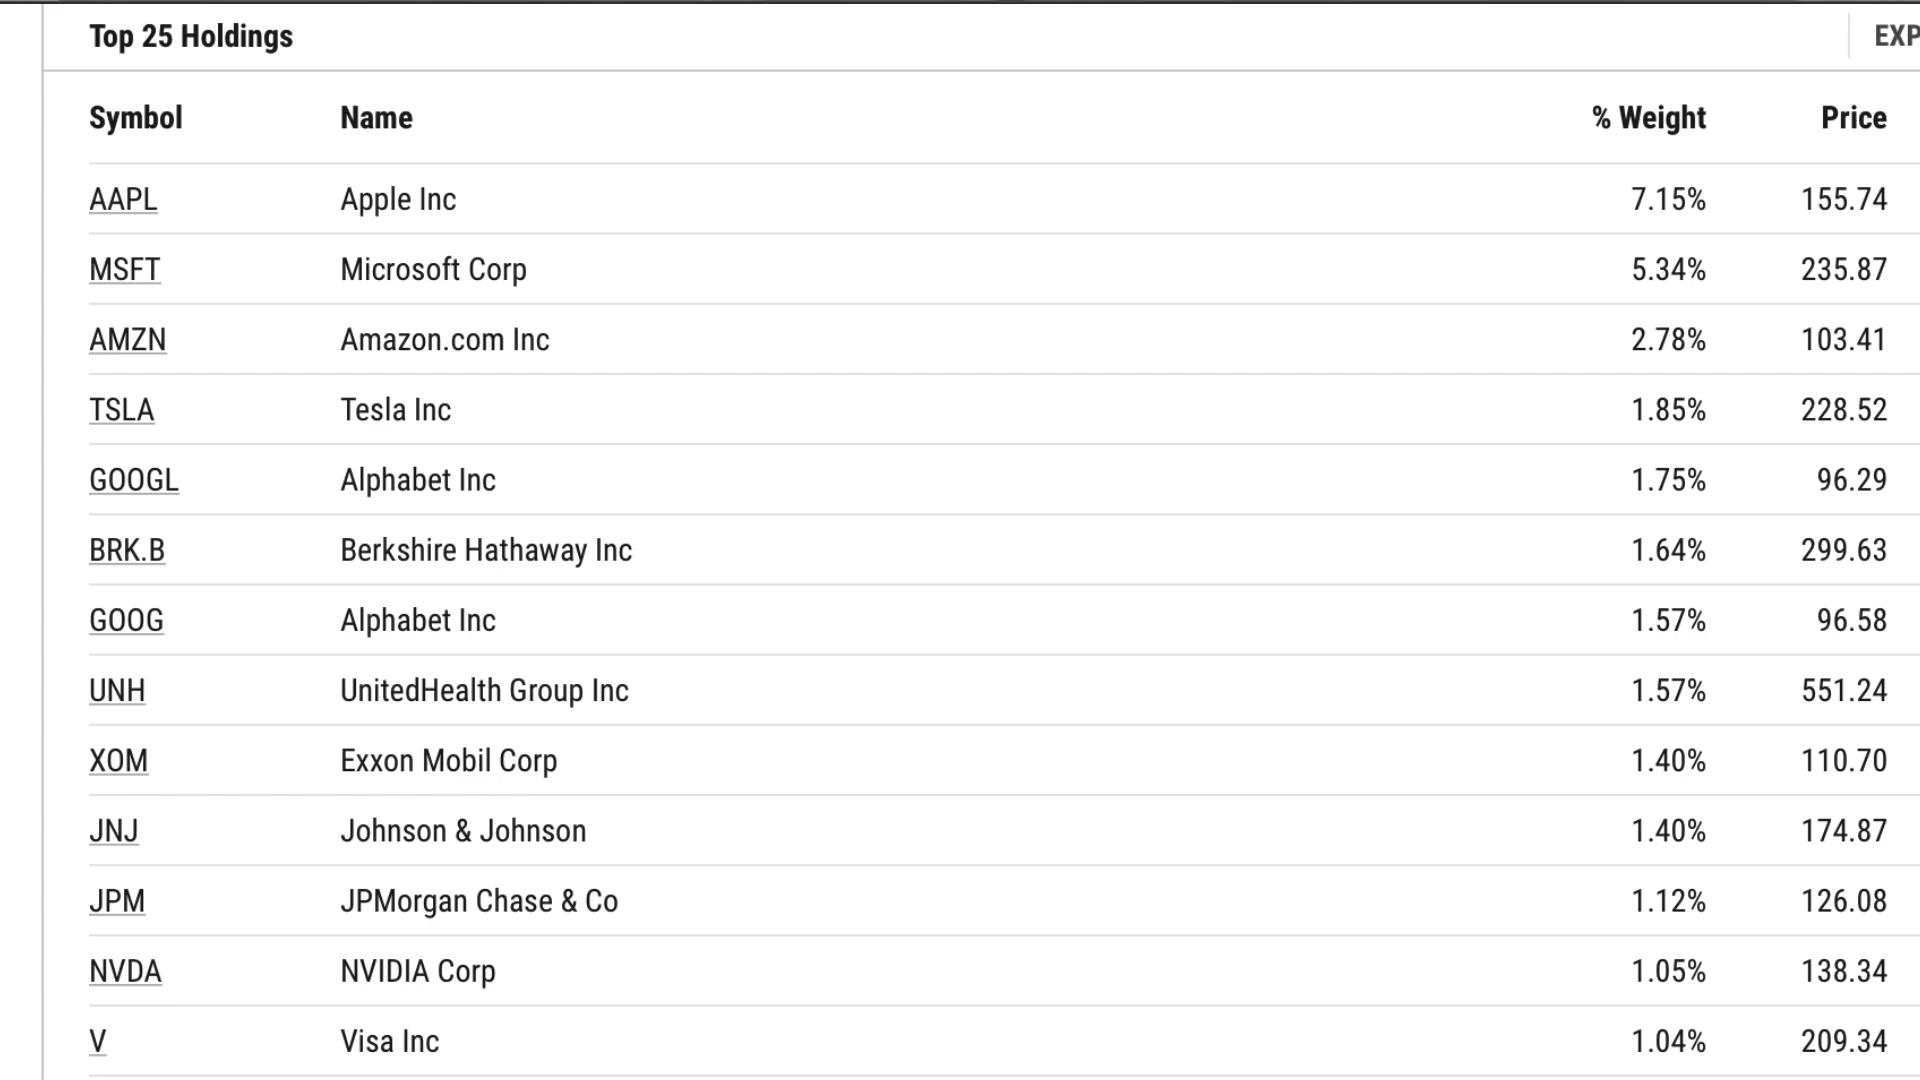 Top 25 Holdings EXP
Symbol Name % Weight Price
AAPL Apple Inc 7.15% 155.74
MSFT Microsoft Corp 5.34% 235.87
AMZN Amazon.com Inc 2.78% 103.41
TSLA Tesla Inc 1.85% 228.52
GOOGL Alphabet Inc 1.75% 96.29
BRK.B Berkshire Hathaway Inc 1.64% 299.63
GOOG Alphabet Inc 1.57% 96.58
UNH UnitedHealth Group Inc 1.57% 551.24
XOM Exxon Mobil Corp 1.40% 110.70
JNJ Johnson & Johnson 1.40% 174.87
JPM JPMorgan Chase & Co 1.12% 126.08
NVDA NVIDIA Corp 1.05% 138.34
V Visa Inc 1.04% 209.34